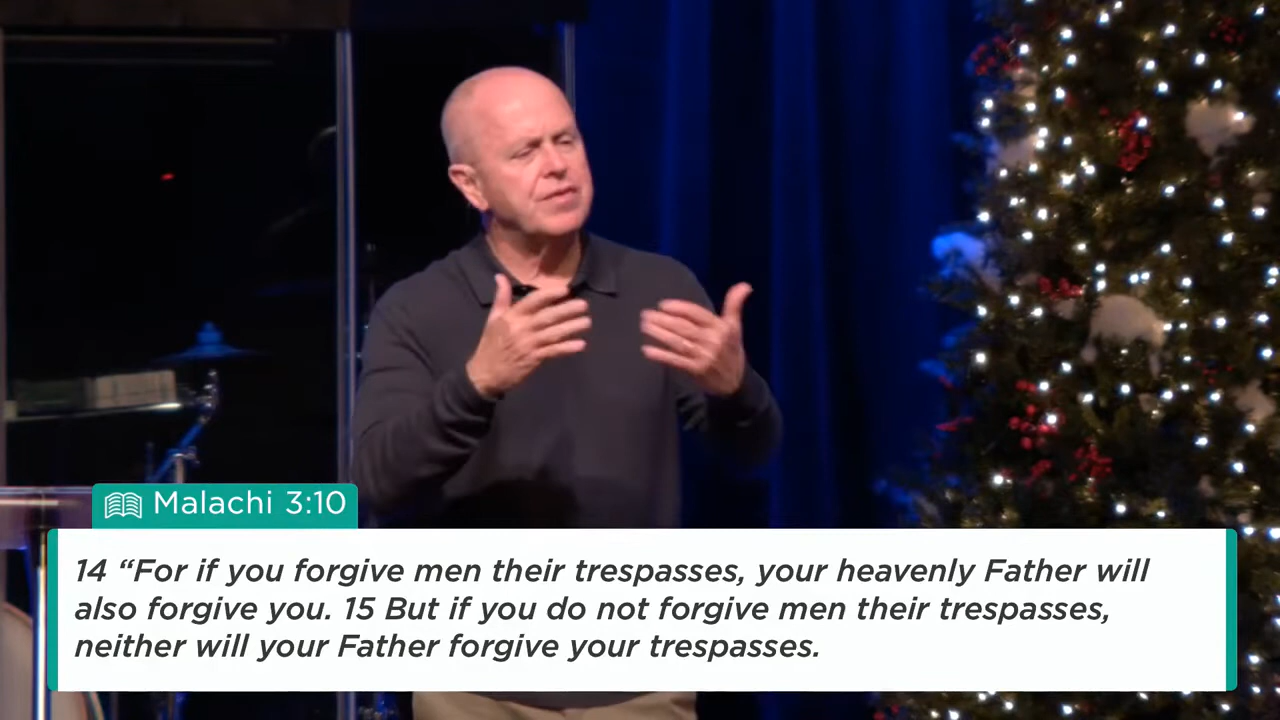 Malachi 3:10
14 “For if you forgive men their trespasses, your heavenly Father will
also forgive you. 15 But if you do not forgive men their trespasses,
neither will your Father forgive your trespasses.